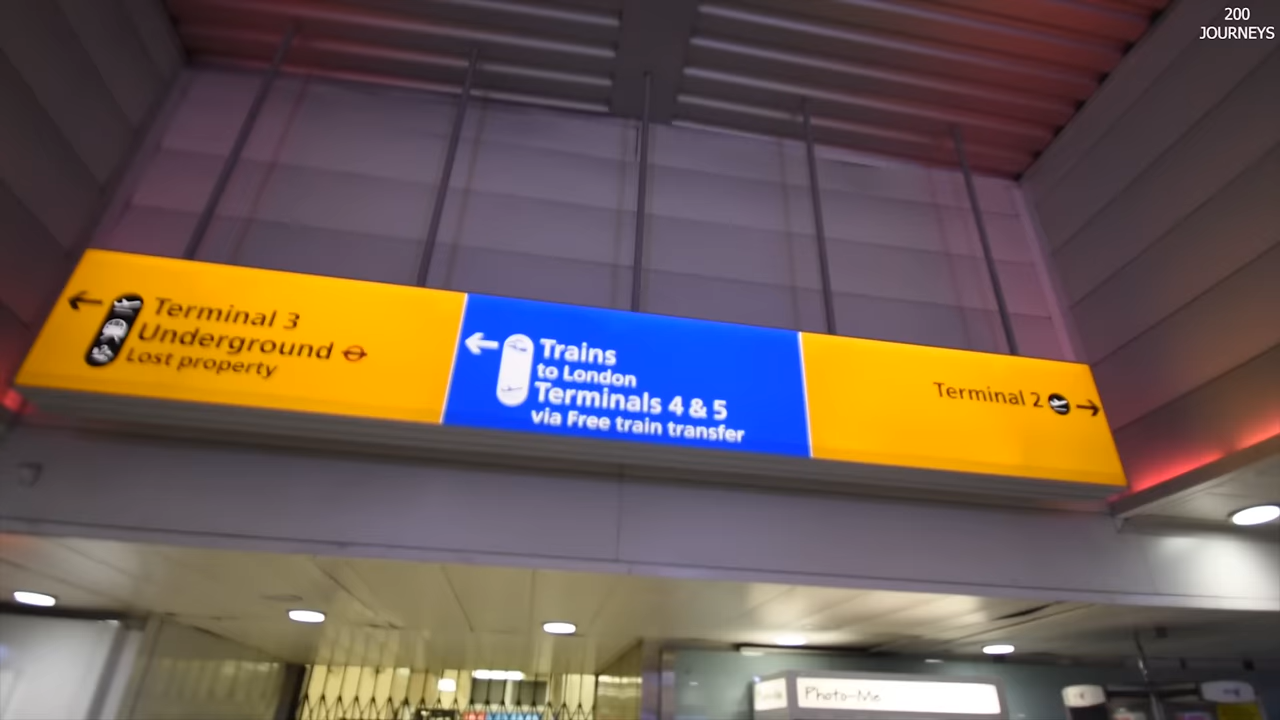 200
JOURNEYS
Terminal 3
Underground
Lost property
Trains
to London
Terminals 4 & 5
via Free train transfer
Terminal 2
Photo-Me